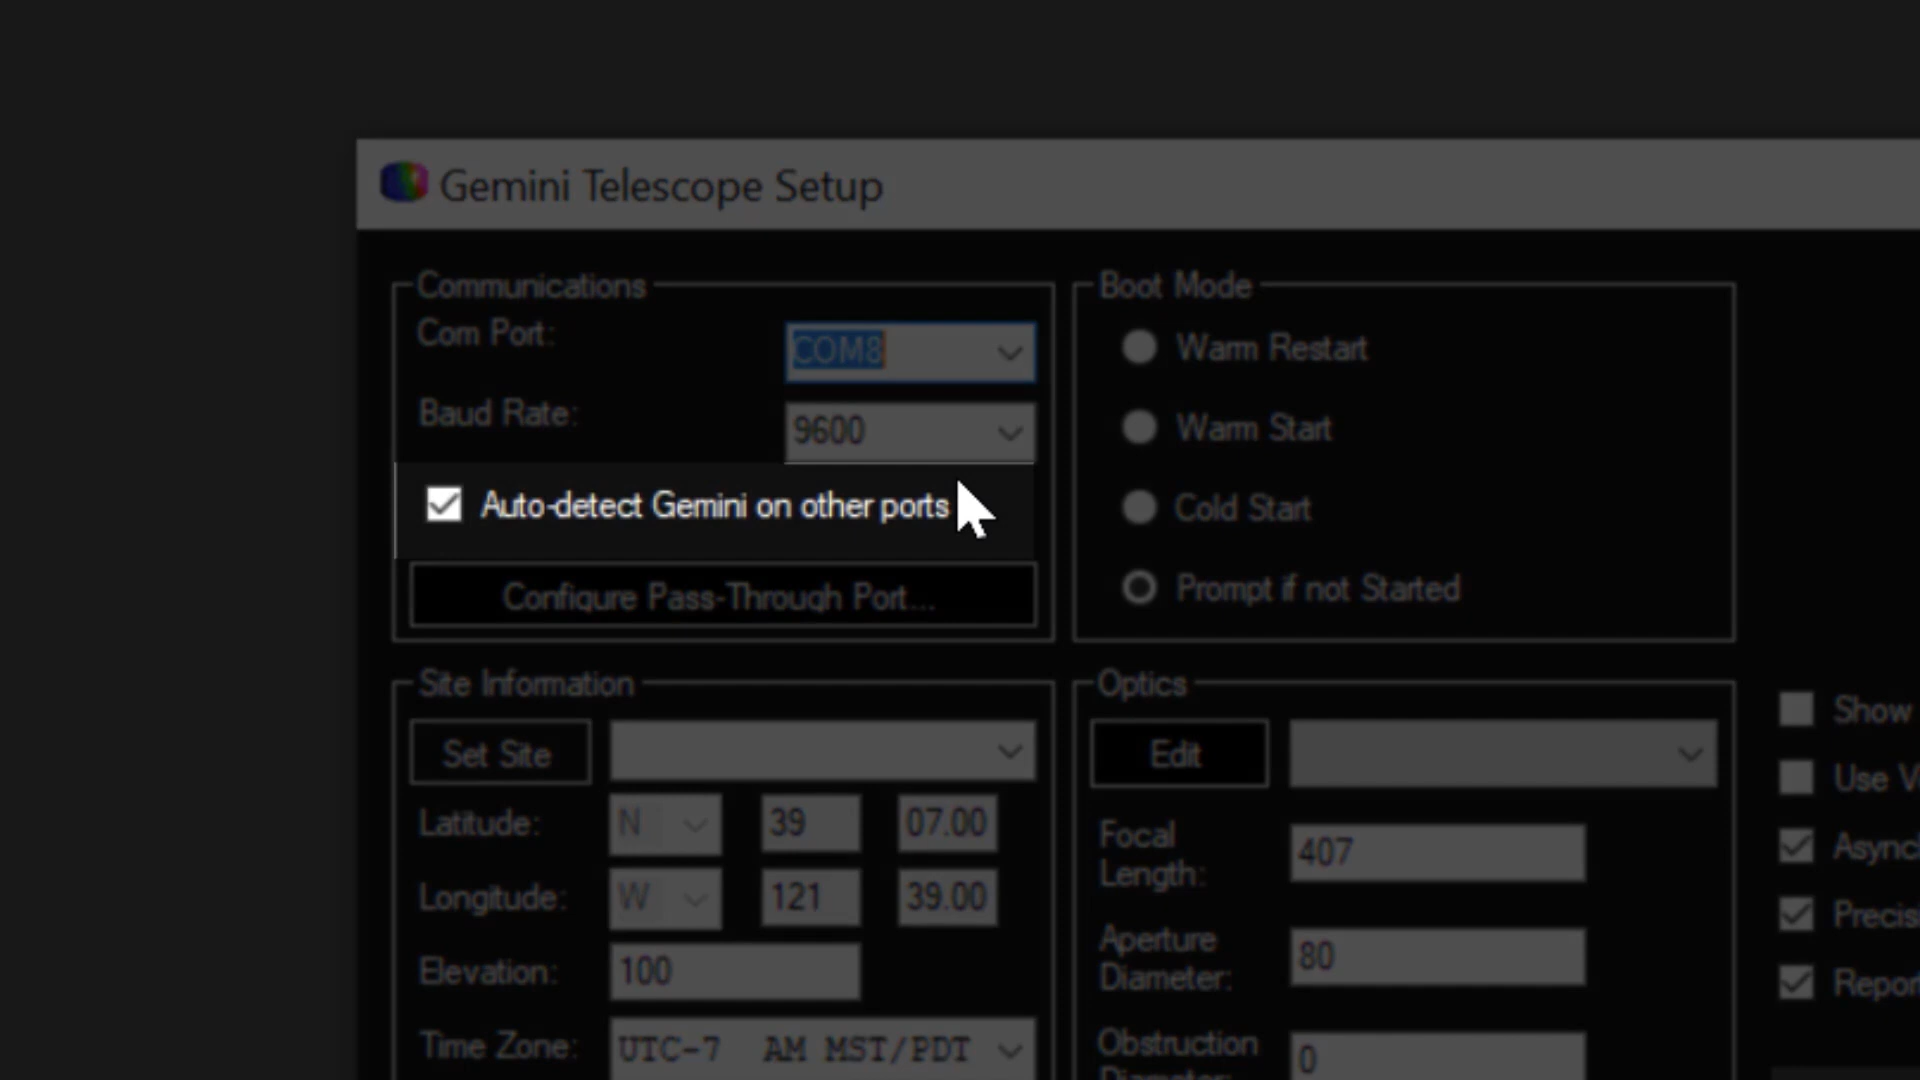 Gemini Telescope Setup
Communications
Com Port: COM8
Baud Rate: 9600
Auto-detect Gemini on other ports
Configure Pass-Through Port...
Boot Mode
Warm Restart
Warm Start
Cold Start
Prompt if not Started
Site Information
Set Site
Latitude: N 39 07.00
Longitude: W 121 39.00
Elevation: 100
Time Zone: UTC-7 AM MST/PDT
Optics
Edit
Focal
Length: 407
Aperture
Diameter: 80
Obstruction
0
Show
Use